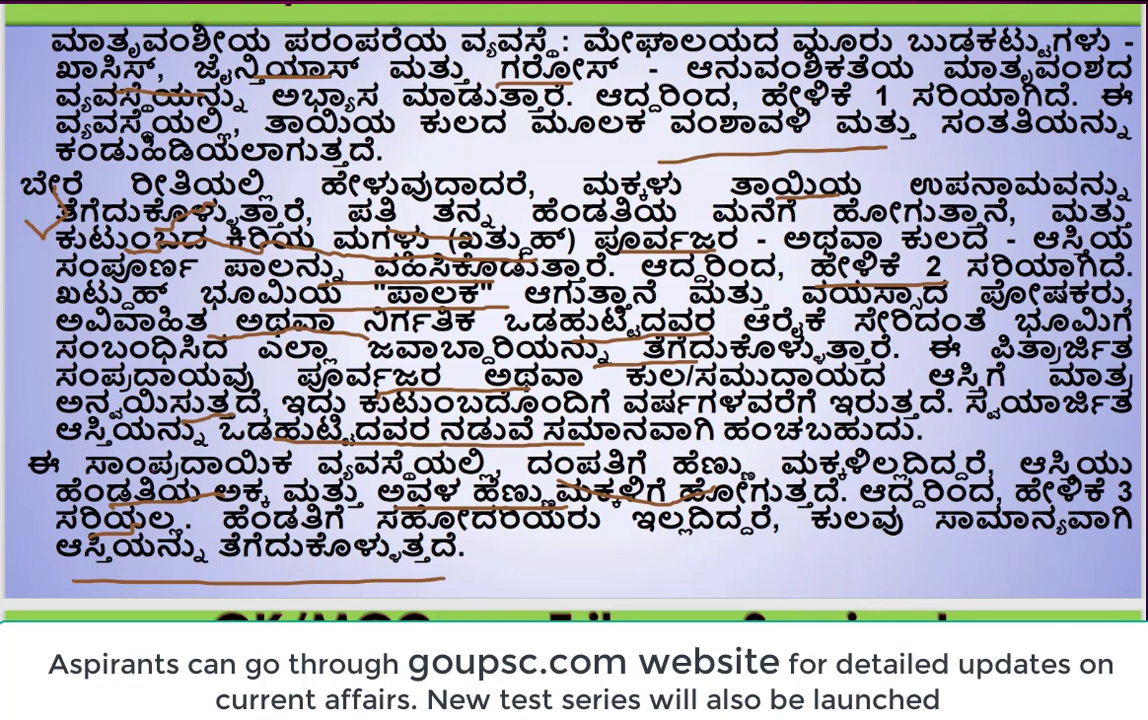 ಮಾತೃವಂಶೀಯ ಪರಂಪರೆಯ ವ್ಯವಸ್ಥೆ: ಮೇಘಾಲಯದ ಮೂರು ಬುಡಕಟ್ಟುಗಳು -
ಖಾಸಿಸ್, ಜೈನ್ತಿಯಾಸ್ ಮತ್ತು ಗರೋಸ್ - ಆನುವಂಶಿಕತೆಯ ಮಾತೃವಂಶದ
ವ್ಯವಸ್ಥೆಯನ್ನು ಅಭ್ಯಾಸ ಮಾಡುತ್ತಾರೆ. ಆದ್ದರಿಂದ, ಹೇಳಿಕೆ 1 ಸರಿಯಾಗಿದೆ. ಈ
ವ್ಯವಸ್ಥೆಯಲ್ಲಿ, ತಾಯಿಯ ಕುಲದ ಮೂಲಕ ವಂಶಾವಳಿ ಮತ್ತು ಸಂತತಿಯನ್ನು
ಕಂಡುಹಿಡಿಯಲಾಗುತ್ತದೆ.
ಬೇರೆ ರೀತಿಯಲ್ಲಿ ಹೇಳುವುದಾದರೆ, ಮಕ್ಕಳು ತಾಯಿಯ ಉಪನಾಮವನ್ನು
ತೆಗೆದುಕೊಳ್ಳುತ್ತಾರೆ, ಪತಿ ತನ್ನ ಹೆಂಡತಿಯ ಮನೆಗೆ ಹೋಗುತ್ತಾನೆ, ಮತ್ತು
ಕುಟುಂಬದ ಕಿರಿಯ ಮಗಳು (ಖತ್ದುಹ್) ಪೂರ್ವಜರ - ಅಥವಾ ಕುಲದ - ಆಸ್ತಿಯ
ಸಂಪೂರ್ಣ ಪಾಲನ್ನು ವಹಿಸಿಕೊಡುತ್ತಾರೆ. ಆದ್ದರಿಂದ, ಹೇಳಿಕೆ 2 ಸರಿಯಾಗಿದೆ.
ಖಟ್ದುಹ್ ಭೂಮಿಯ "ಪಾಲಕ" ಆಗುತ್ತಾನೆ ಮತ್ತು ವಯಸ್ಸಾದ ಪೋಷಕರು,
ಅವಿವಾಹಿತ ಅಥವಾ ನಿರ್ಗತಿಕ ಒಡಹುಟ್ಟಿದವರ ಆರೈಕೆ ಸೇರಿದಂತೆ ಭೂಮಿಗೆ
ಸಂಬಂಧಿಸಿದ ಎಲ್ಲಾ ಜವಾಬ್ದಾರಿಯನ್ನು ತೆಗೆದುಕೊಳ್ಳುತ್ತಾರೆ. ಈ ಪಿತ್ರಾರ್ಜಿತ
ಸಂಪ್ರದಾಯವು ಪೂರ್ವಜರ ಅಥವಾ ಕುಲ/ಸಮುದಾಯದ ಆಸ್ತಿಗೆ ಮಾತ್ರ
ಅನ್ವಯಿಸುತ್ತದೆ, ಇದು ಕುಟುಂಬದೊಂದಿಗೆ ವರ್ಷಗಳವರೆಗೆ ಇರುತ್ತದೆ. ಸ್ವಯಾರ್ಜಿತ
ಆಸ್ತಿಯನ್ನು ಒಡಹುಟ್ಟಿದವರ ನಡುವೆ ಸಮಾನವಾಗಿ ಹಂಚಬಹುದು.
ಈ ಸಾಂಪ್ರದಾಯಿಕ ವ್ಯವಸ್ಥೆಯಲ್ಲಿ, ದಂಪತಿಗೆ ಹೆಣ್ಣು ಮಕ್ಕಳಿಲ್ಲದಿದ್ದರೆ, ಆಸ್ತಿಯು
ಹೆಂಡತಿಯ ಅಕ್ಕ ಮತ್ತು ಅವಳ ಹೆಣ್ಣುಮಕ್ಕಳಿಗೆ ಹೋಗುತ್ತದೆ. ಆದ್ದರಿಂದ, ಹೇಳಿಕೆ 3
ಸರಿಯಲ್ಲ. ಹೆಂಡತಿಗೆ ಸಹೋದರಿಯರು ಇಲ್ಲದಿದ್ದರೆ, ಕುಲವು ಸಾಮಾನ್ಯವಾಗಿ
ಆಸ್ತಿಯನ್ನು ತೆಗೆದುಕೊಳ್ಳುತ್ತದೆ.
Aspirants can go through goupsc.com website for detailed updates on
current affairs. New test series will also be launched